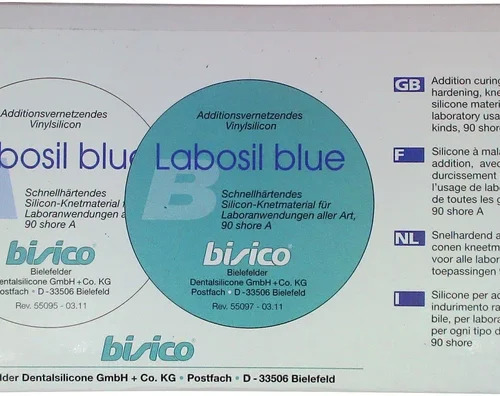 Additionsvernetzendes
Vinylsilicon
A
bosil blue
Schnellhärtendes
Silicon-Knetmaterial
Laboranwendungen
90 shore A
bisico®
Bielefelder
Dentalsilicone GmbH + Co. KG
Postfach • D-33506 Bielefeld
Rev. 55095 - 03.11
Additionsvernetzendes
Vinylsilicon
B
Labosil blue
Schnellhärtendes
Silicon-Knetmaterial für
Laboranwendungen aller Art,
90 shore A
bisico®
Bielefelder
Dentalsilicone GmbH + Co. KG
Postfach • D-33506 Bielefeld
Rev. 55097 - 03.11
bisico®
lder Dentalsilicone GmbH + Co. KG • Postfach • D - 33506 Bielefeld
GB Addition curing
hardening, kne
silicone material
laboratory usa
kinds, 90 shor
F Silicone à mala
addition, avec
durcissement
l'usage de lab
de toutes les g
90 shore A
NL Snelhardend a
conen kneetm
voor alle labor
toepassingen
I Silicone per ad
indurimento ra
bile, per labora
per ogni tipo d
90 shore